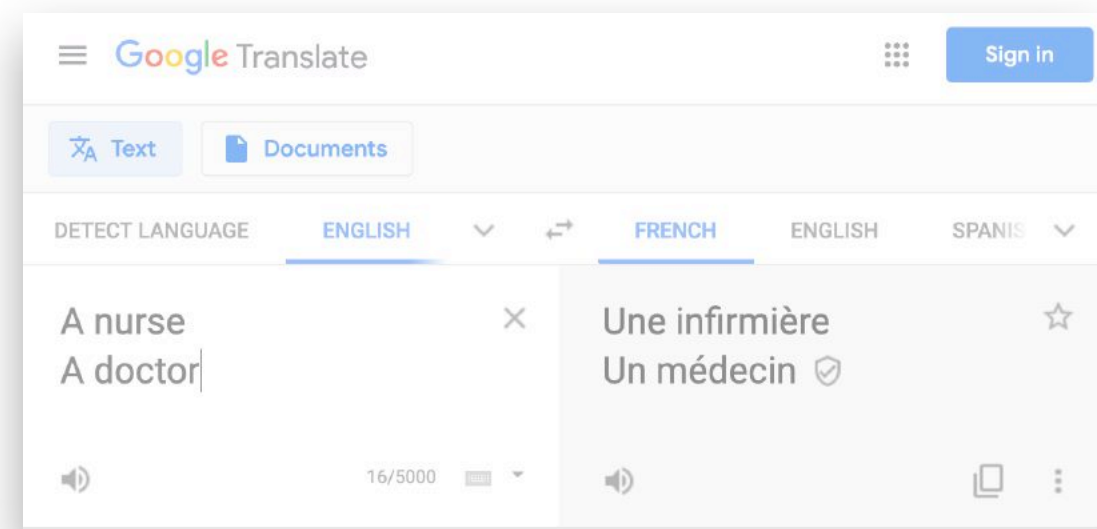 Google Translate
Sign in
Text
Documents
DETECT LANGUAGE ENGLISH FRENCH ENGLISH SPANIS
A nurse
A doctor
Une infirmière
Un médecin
16/5000